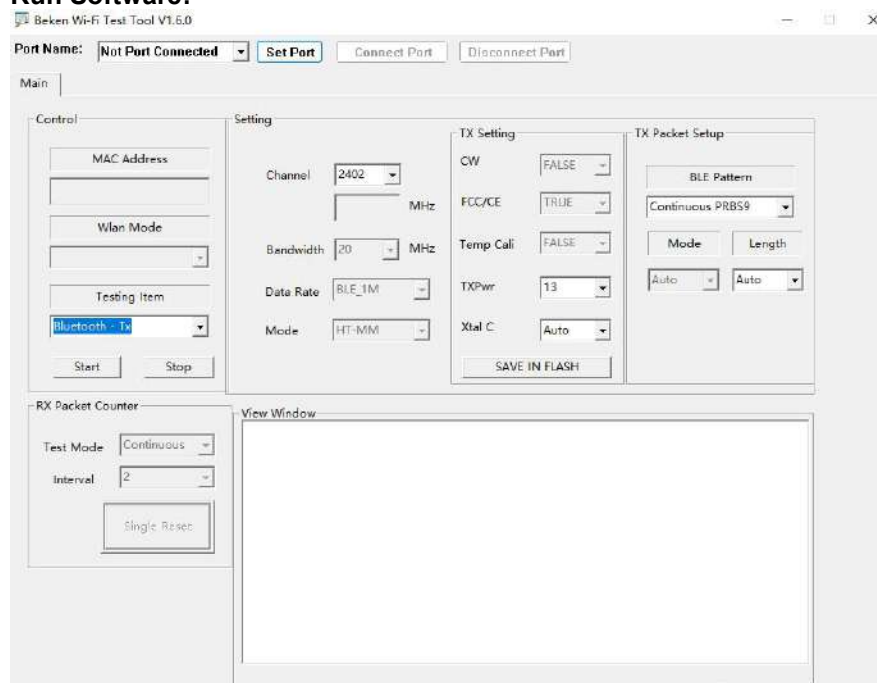 Run Software:
Beken Wi-Fi Test Tool V1.6.0
Port Name: Not Port Connected Set Port Connect Port Disconnect Port
Main
Control
MAC Address
Wlan Mode
Testing Item
Bluetooth - Tx
Start Stop
Setting
Channel 2402
MHz
Bandwidth 20 MHz
Data Rate BLE_1M
Mode HT-MM
TX Setting
CW FALSE
FCC/CE TRUE
Temp Cali FALSE
TXPwr 13
Xtal C Auto
SAVE IN FLASH
TX Packet Setup
BLE Pattern
Continuous PRBS9
Mode Length
Auto Auto
RX Packet Counter
Test Mode Continuous
Interval 2
Single Reset
View Window